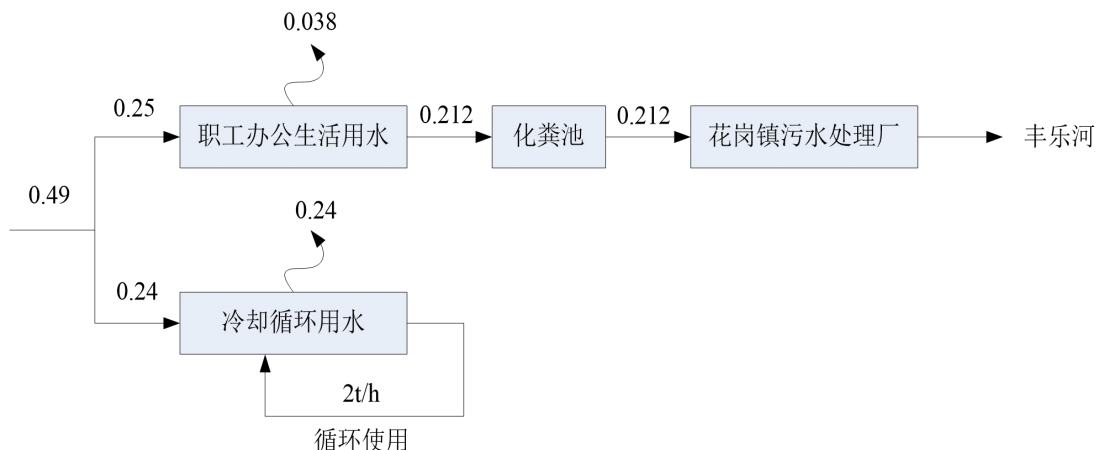 0.038
0.25
职工办公生活用水
0.212
化粪池
0.212
花岗镇污水处理厂
丰乐河
0.49
0.24
0.24
冷却循环用水
2t/h
循环使用